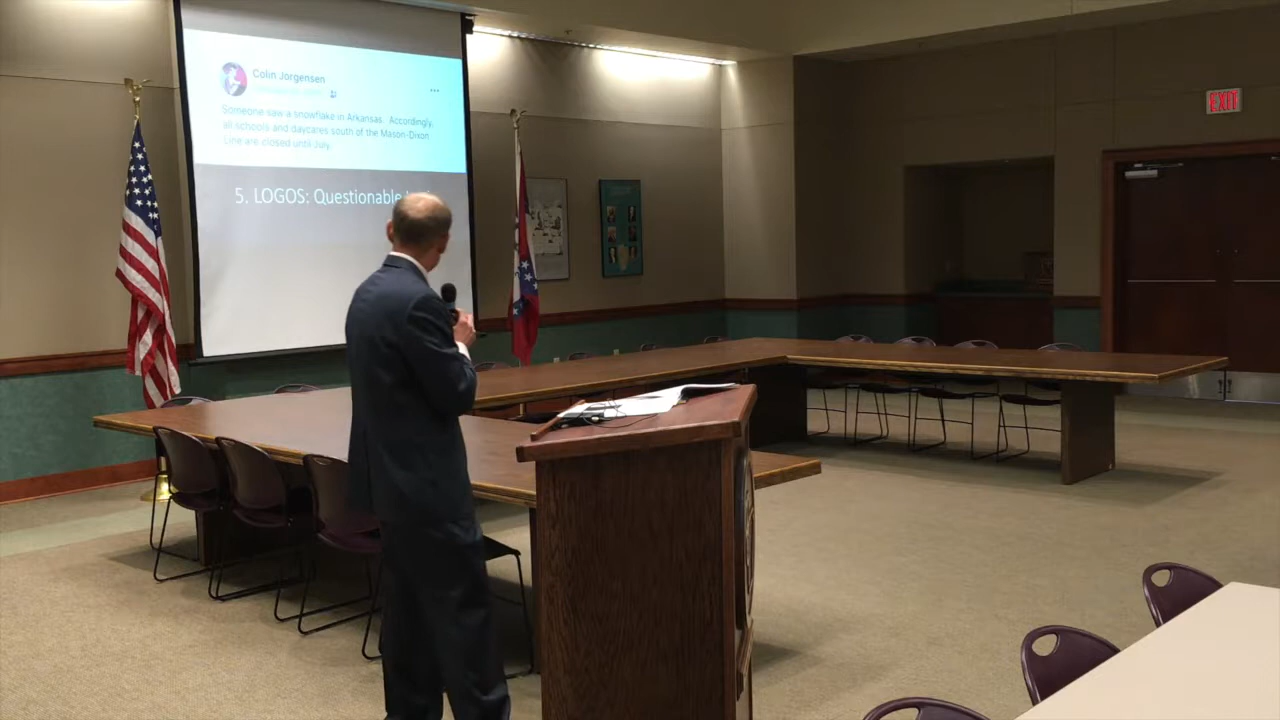 Colin Jorgensen
Someone saw a snowflake in Arkansas. Accordingly,
all schools and daycares south of the Mason-Dixon
Line are closed until July.
5. LOGOS: Questionable
EXIT